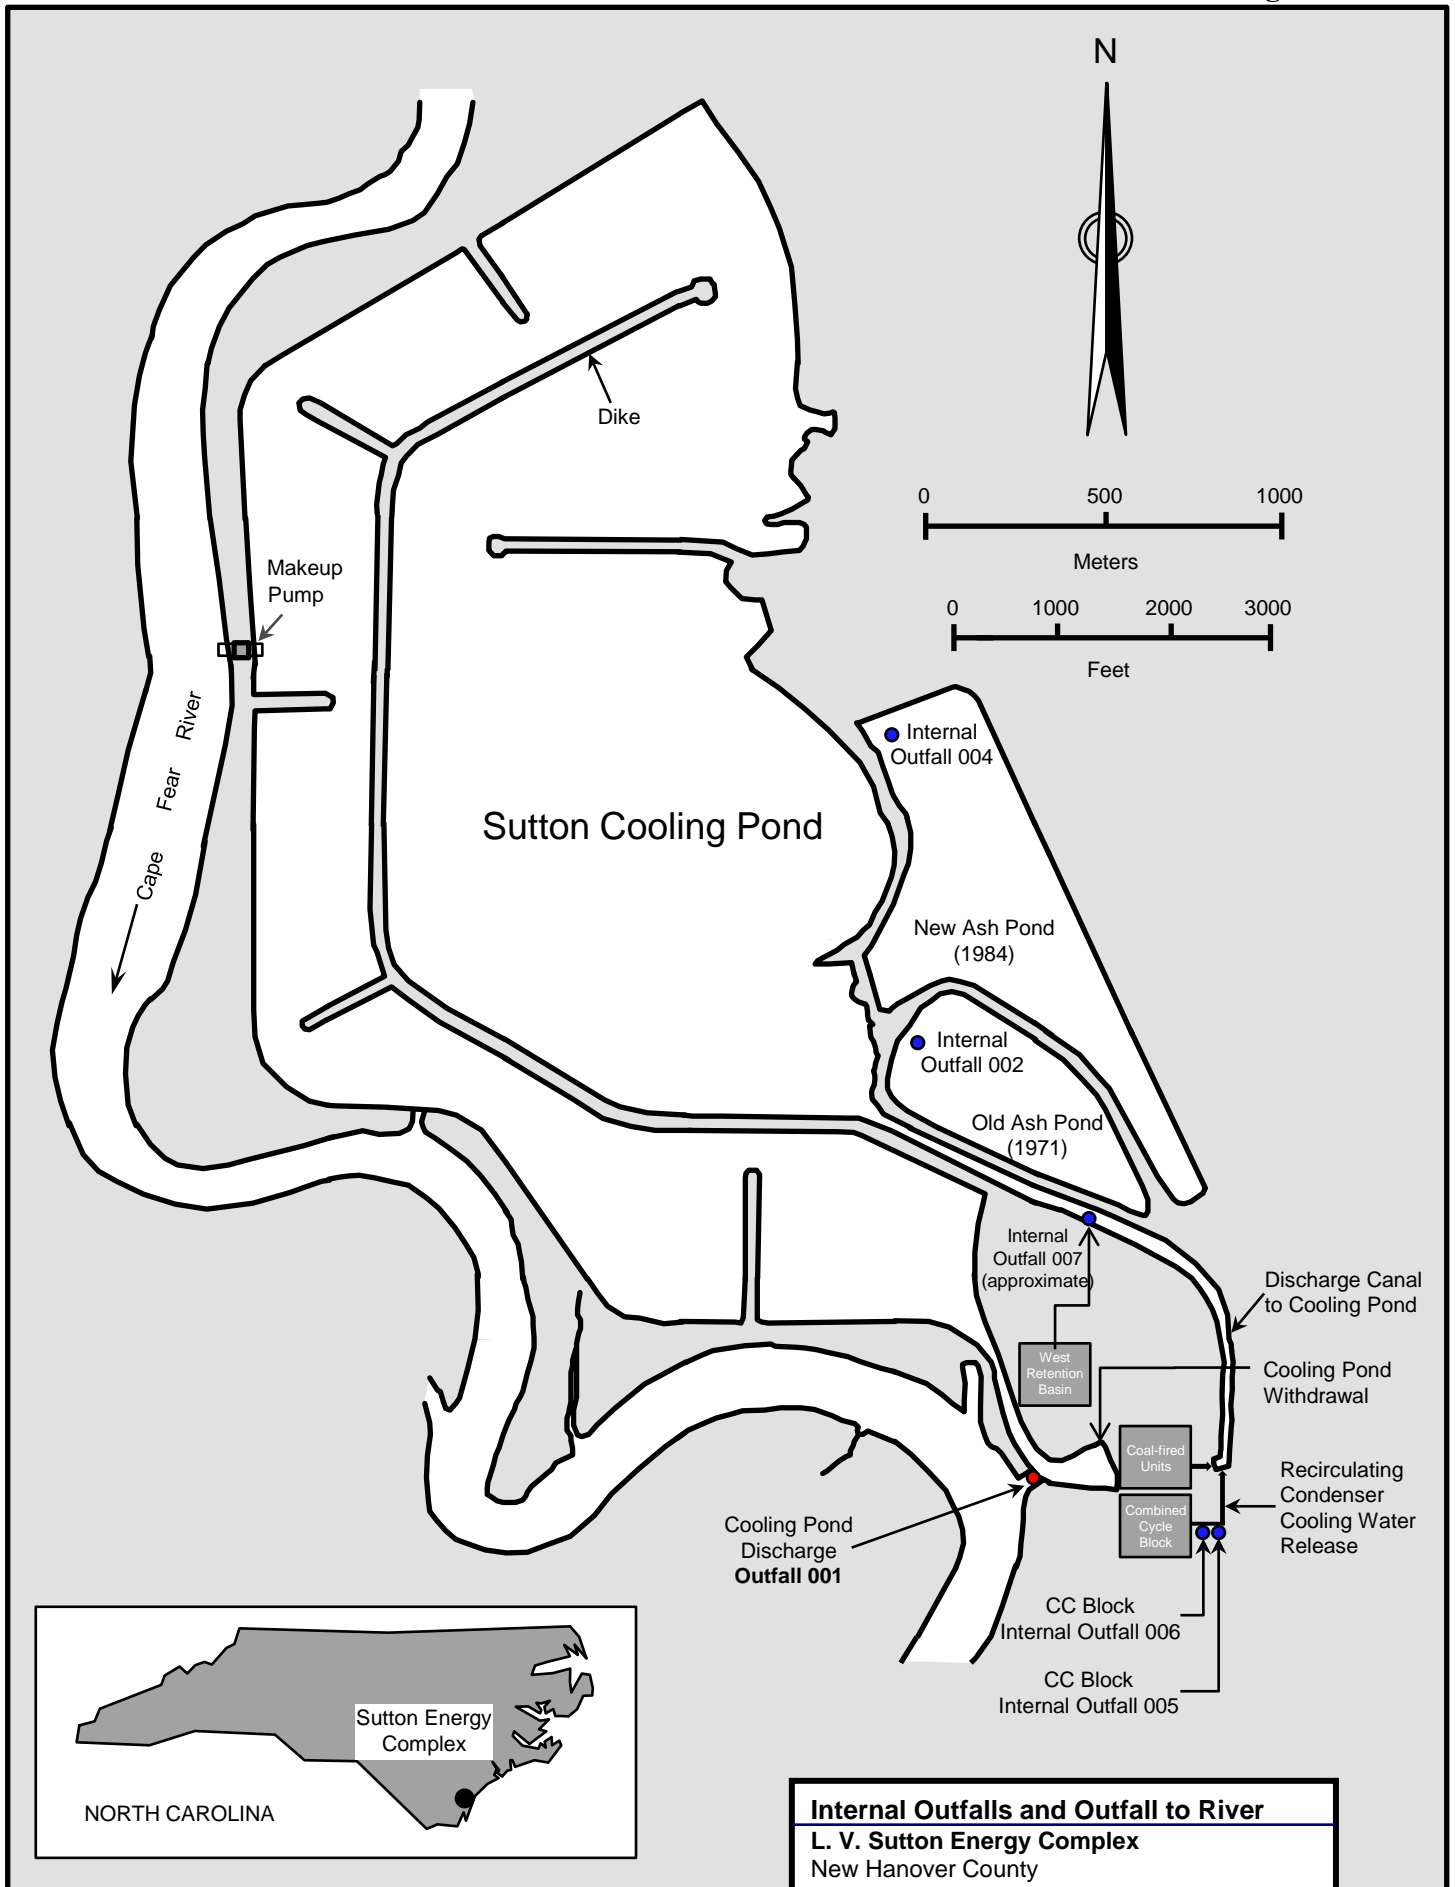 N
Dike
0 500 1000
Meters
0 1000 2000 3000
Feet
Makeup
Pump
Cape Fear River
Internal
Outfall 004
Sutton Cooling Pond
New Ash Pond
(1984)
Internal
Outfall 002
Old Ash Pond
(1971)
Internal
Outfall 007
(approximate)
Discharge Canal
to Cooling Pond
West
Retention
Basin
Cooling Pond
Withdrawal
Coal-fired
Units
Combined
Cycle
Block
Recirculating
Condenser
Cooling Water
Release
Cooling Pond
Discharge
Outfall 001
CC Block
Internal Outfall 006
CC Block
Internal Outfall 005
Sutton Energy
Complex
NORTH CAROLINA
Internal Outfalls and Outfall to River
L. V. Sutton Energy Complex
New Hanover County